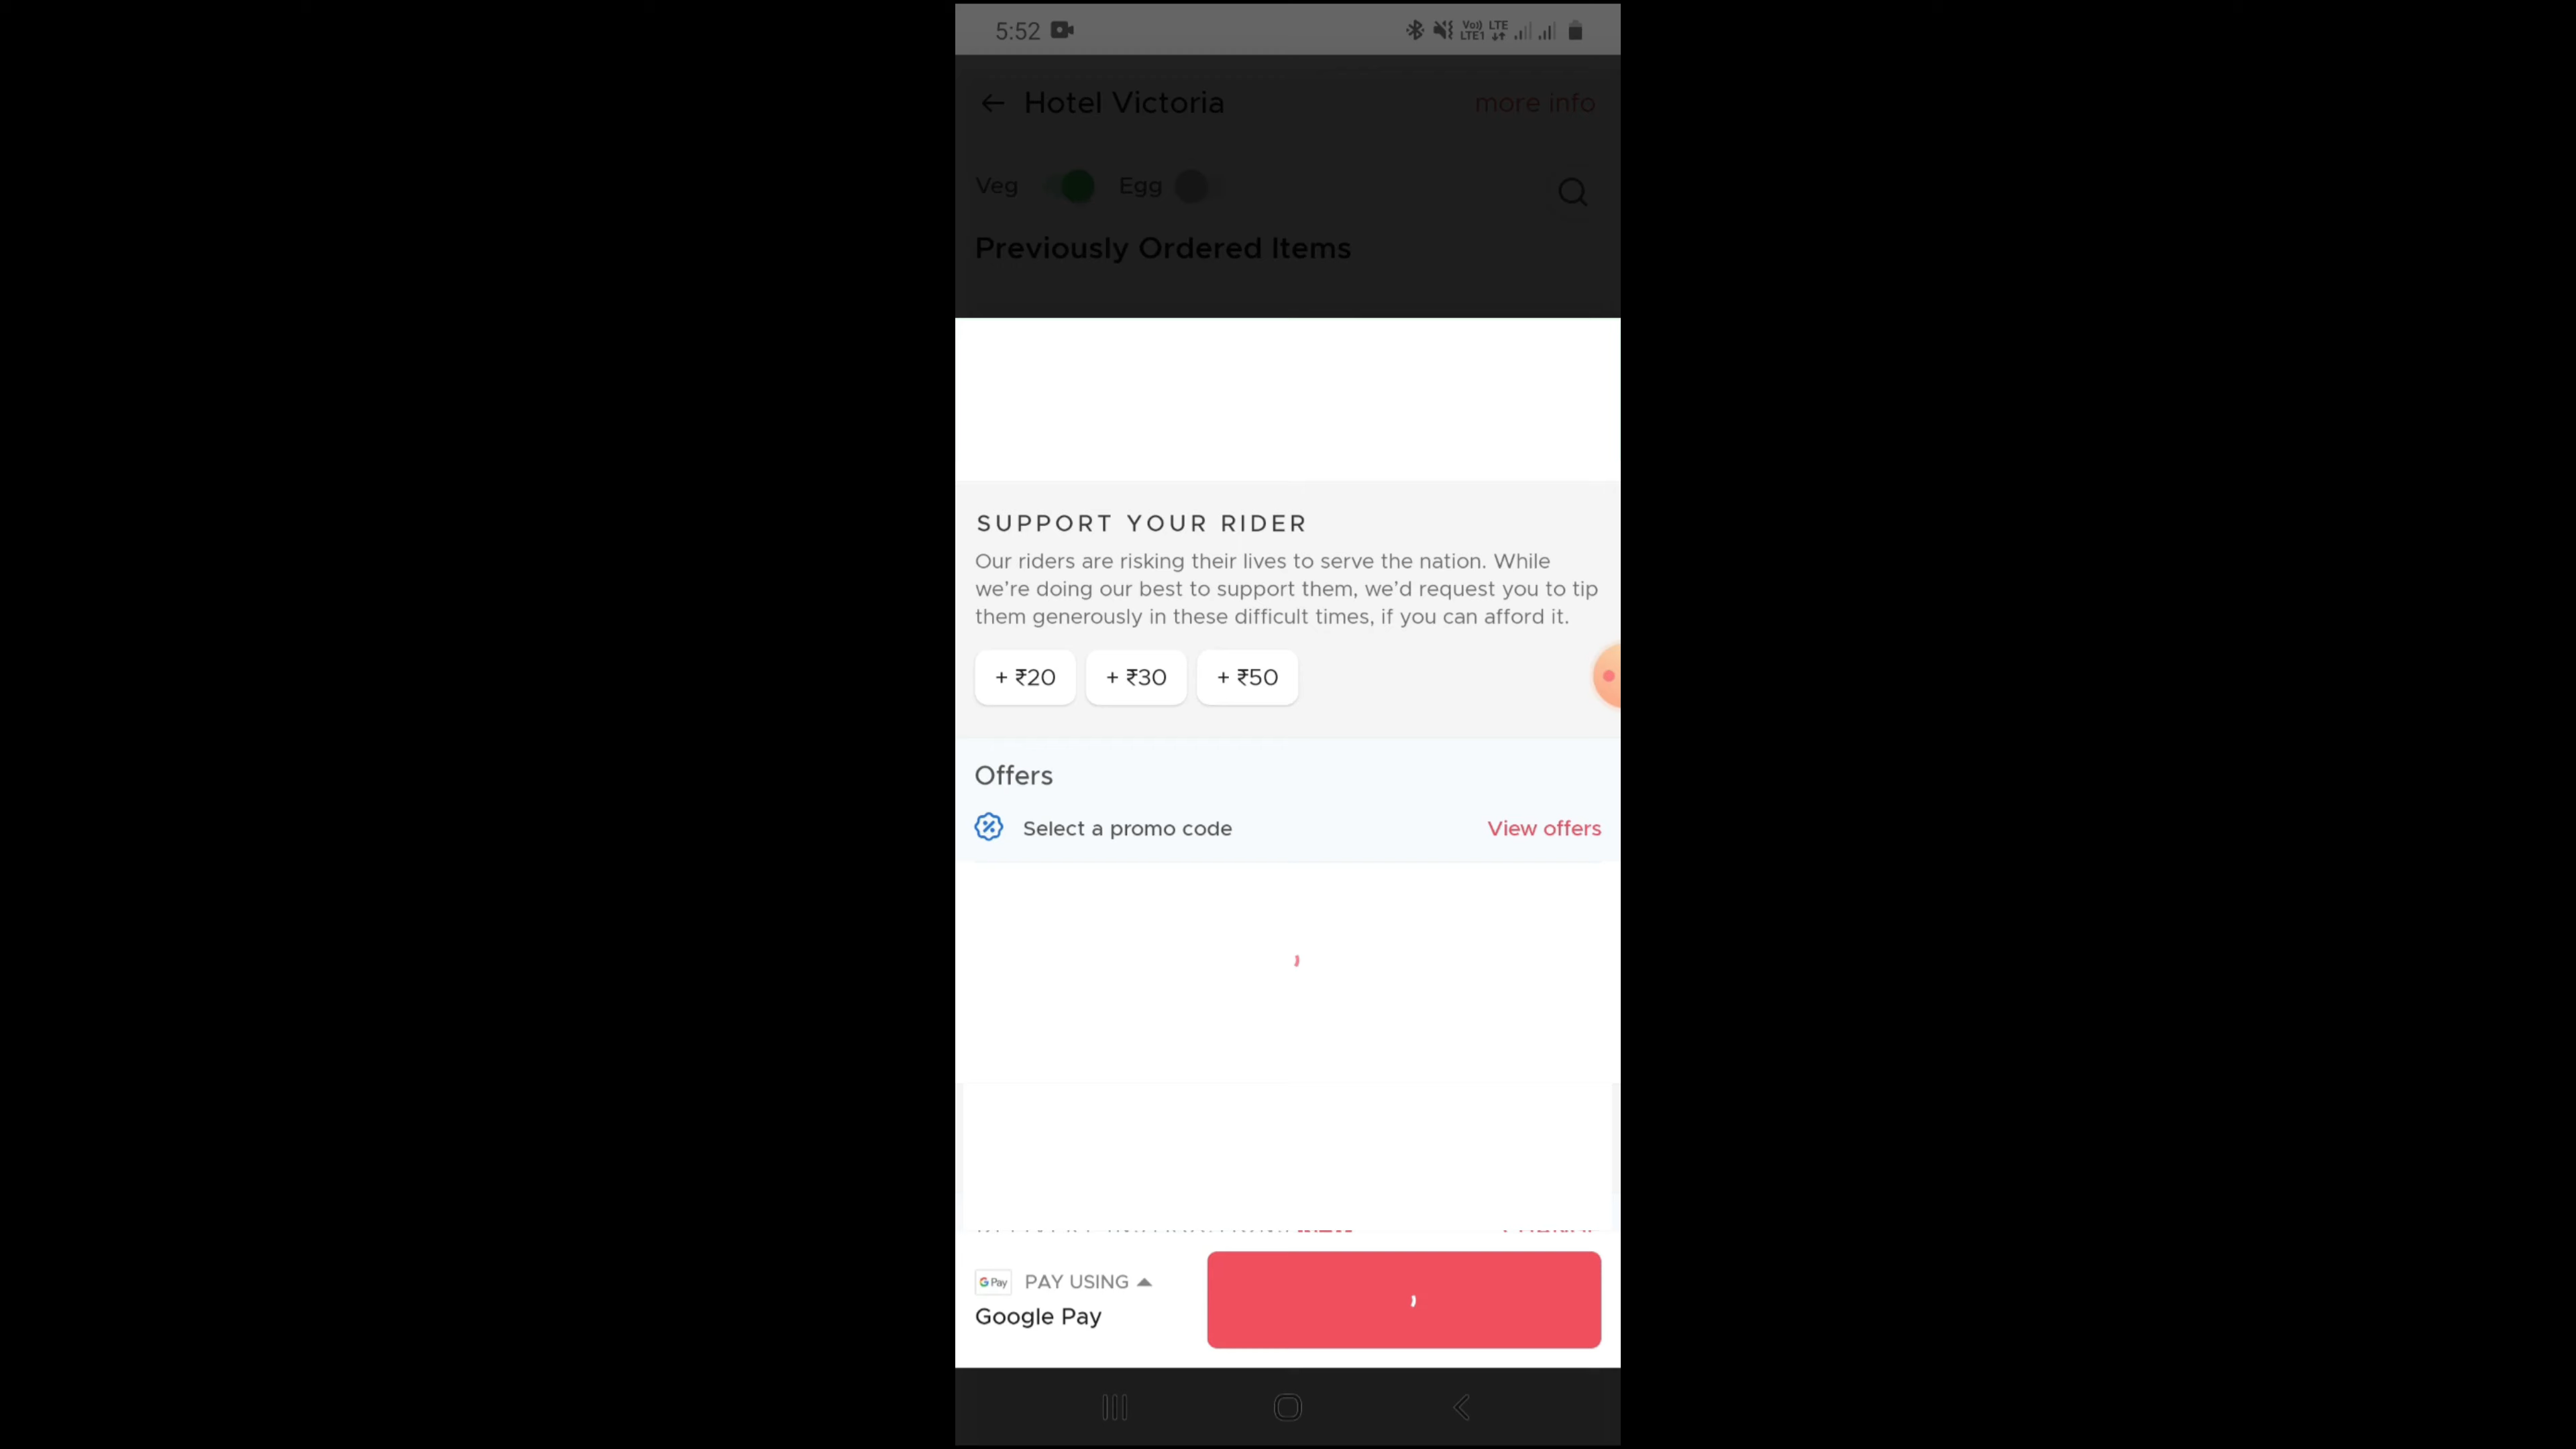 5:52
Vo)) LTE
LTE1
Hotel Victoria
more info
Veg
Egg
Previously Ordered Items
SUPPORT YOUR RIDER
Our riders are risking their lives to serve the nation. While
we're doing our best to support them, we'd request you to tip
them generously in these difficult times, if you can afford it.
+ ₹20
+ ₹30
+ ₹50
Offers
Select a promo code
View offers
G Pay
PAY USING
Google Pay